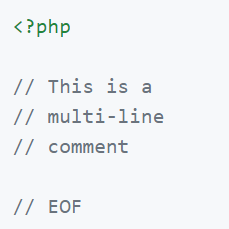 <?php
// This is a
// multi-line
// comment
// EOF